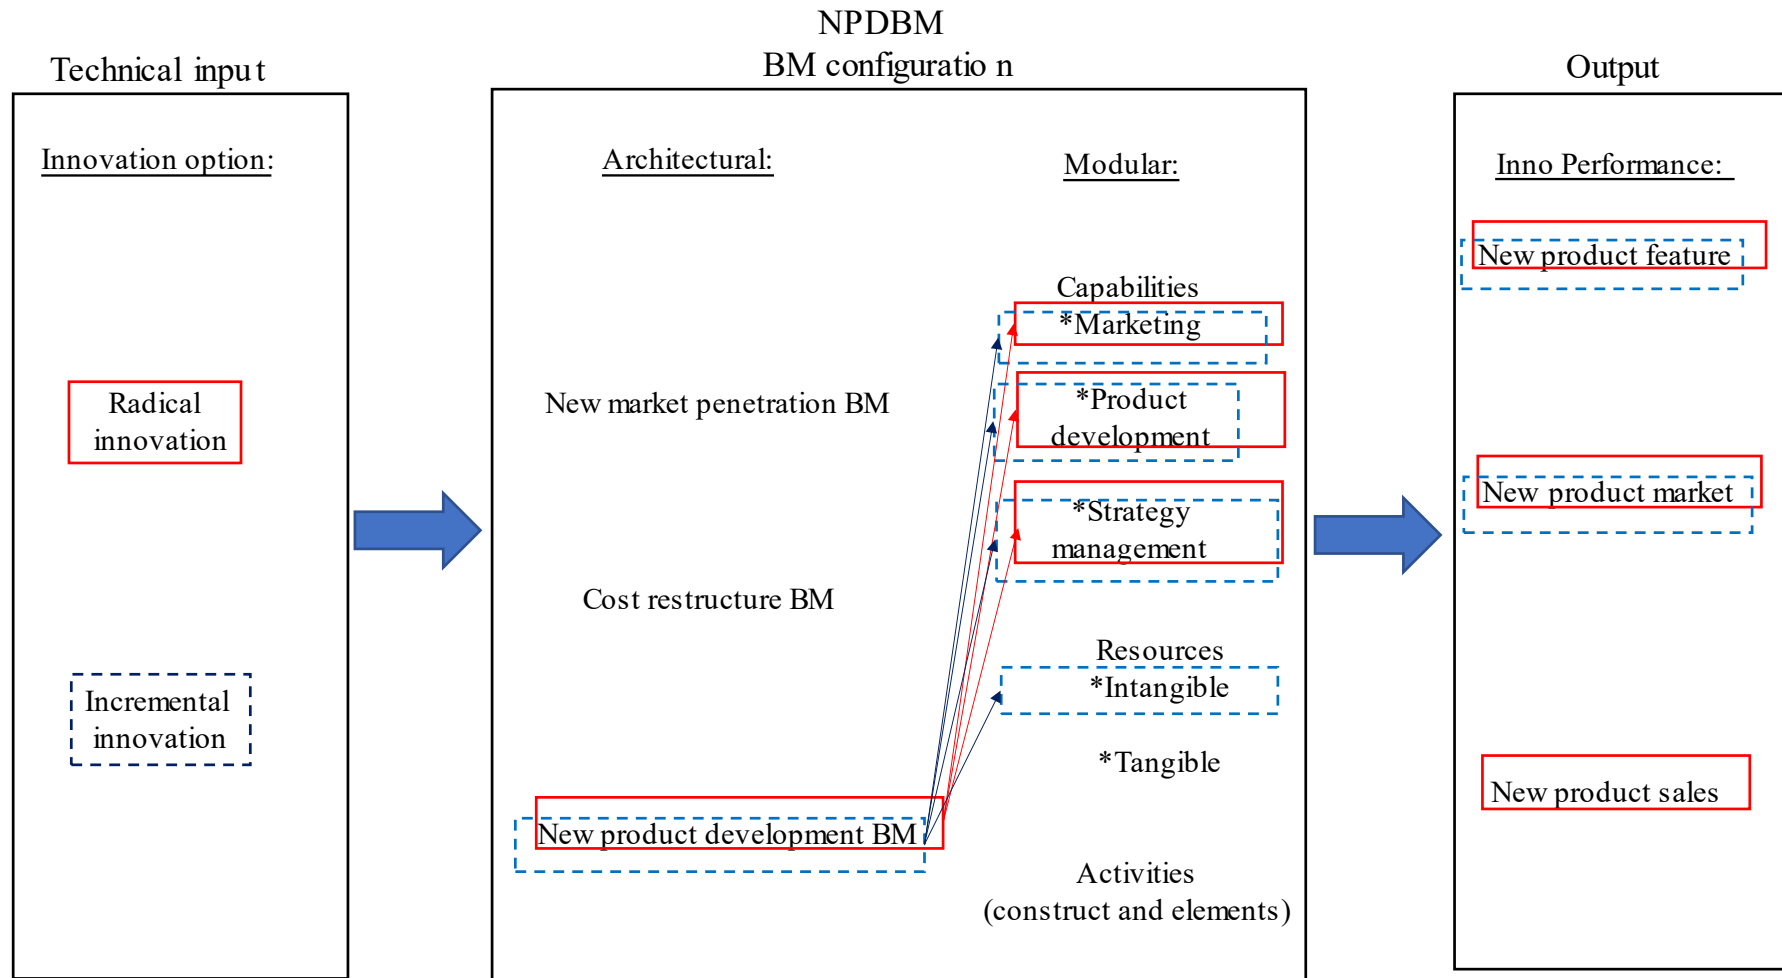 NPDBM
BM configuratio n
Technical input
Output
Innovation option:
Architectural:
Modular:
Inno Performance:
New product feature
Capabilities
*Marketing
Radical
innovation
New market penetration BM
*Product
development
New product market
*Strategy
management
Cost restructure BM
Resources
*Intangible
Incremental
innovation
*Tangible
New product sales
New product development BM
Activities
(construct and elements)